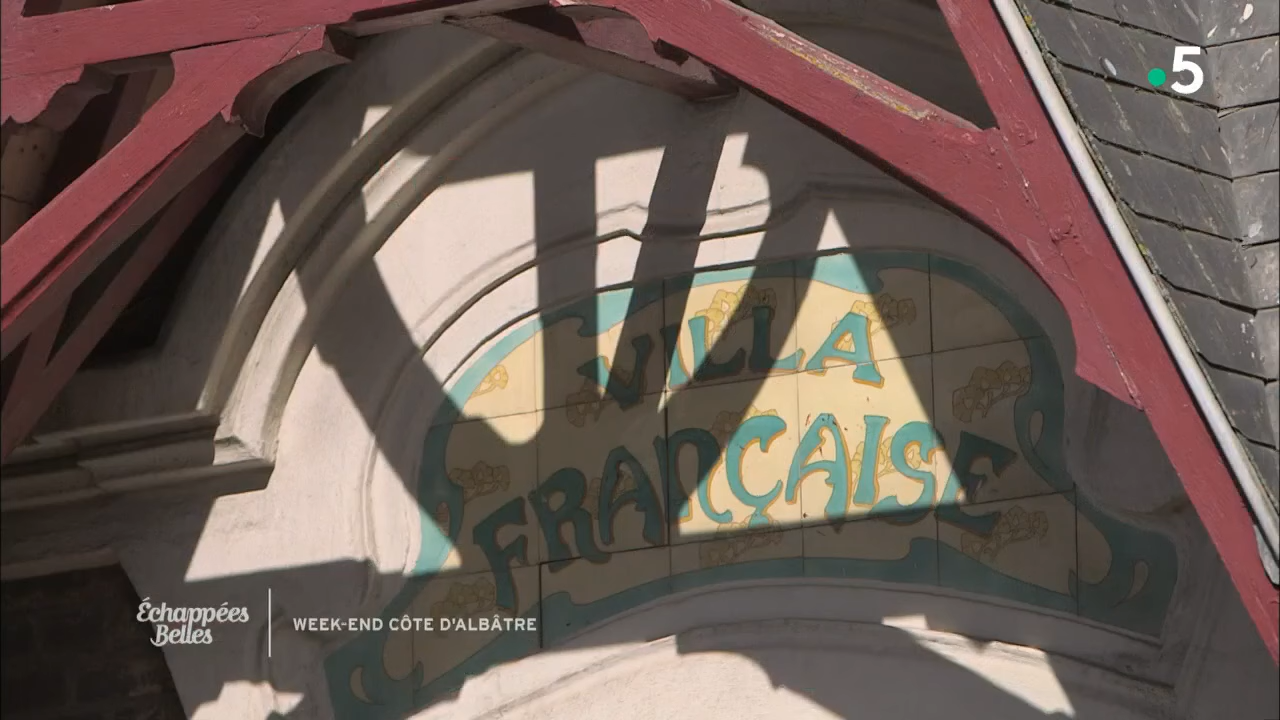 5
VILLA
FRANÇAISE
Échappées
Belles
WEEK-END CÔTE D'ALBÂTRE